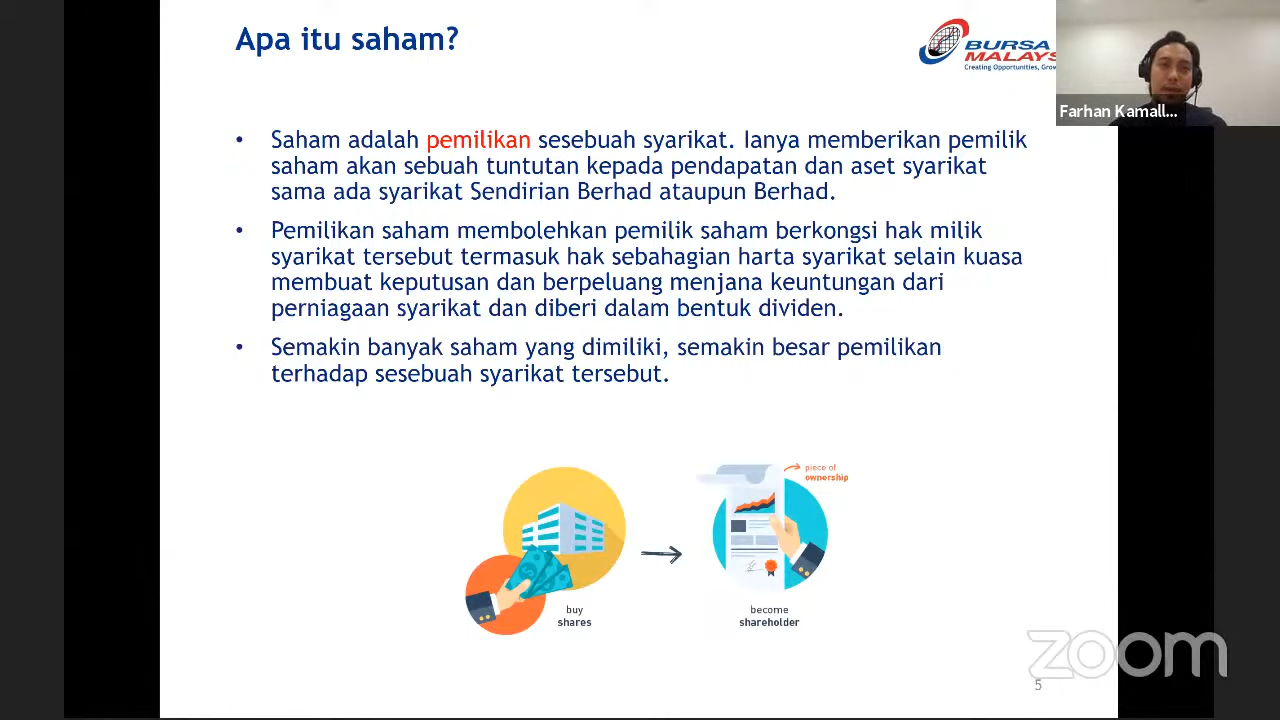 Apa itu saham?
BURSA
MALAYS
Creating Opportunities, Grow
Farhan Kamall...
• Saham adalah pemilikan sesebuah syarikat. Ianya memberikan pemilik
saham akan sebuah tuntutan kepada pendapatan dan aset syarikat
sama ada syarikat Sendirian Berhad ataupun Berhad.
• Pemilikan saham membolehkan pemilik saham berkongsi hak milik
syarikat tersebut termasuk hak sebahagian harta syarikat selain kuasa
membuat keputusan dan berpeluang menjana keuntungan dari
perniagaan syarikat dan diberi dalam bentuk dividen.
• Semakin banyak saham yang dimiliki, semakin besar pemilikan
terhadap sesebuah syarikat tersebut.
piece of
ownership
buy
shares
become
shareholder
zoom
5